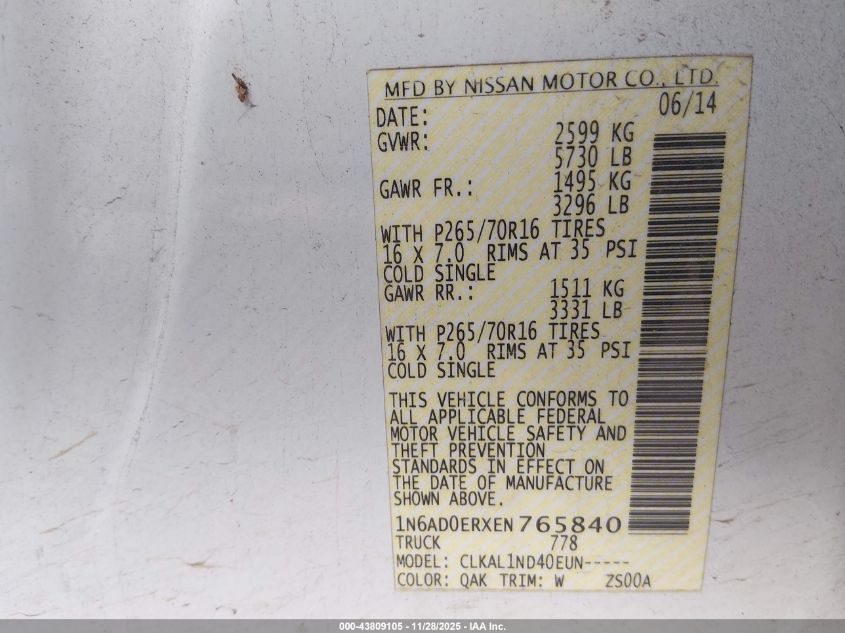 MFD BY NISSAN MOTOR CO., LTD.
DATE: 06/14
GVWR: 2599 KG
5730 LB
GAWR FR.: 1495 KG
3296 LB
WITH P265/70R16 TIRES
16 X 7.0 RIMS AT 35 PSI
COLD SINGLE
GAWR RR.: 1511 KG
3331 LB
WITH P265/70R16 TIRES
16 X 7.0 RIMS AT 35 PSI
COLD SINGLE
THIS VEHICLE CONFORMS TO
ALL APPLICABLE FEDERAL
MOTOR VEHICLE SAFETY AND
THEFT PREVENTION
STANDARDS IN EFFECT ON
THE DATE OF MANUFACTURE
SHOWN ABOVE.
1N6AD0ERXEN765840
TRUCK 778
MODEL: CLKAL1ND40EUN-----
COLOR: QAK TRIM: W ZS00A
000-43809105 - 11/28/2025 - IAA Inc.